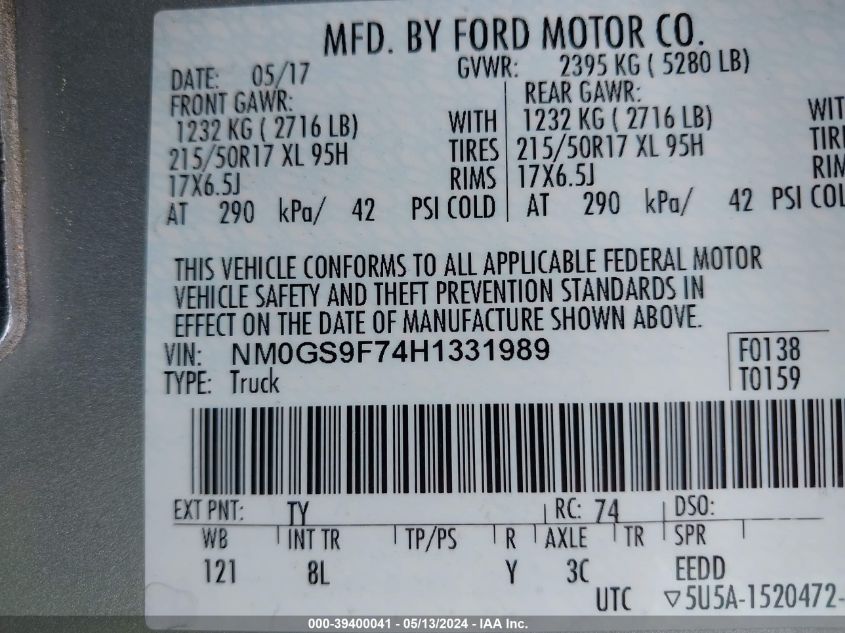 MFD. BY FORD MOTOR CO.
DATE: 05/17 GVWR: 2395 KG ( 5280 LB)
FRONT GAWR: REAR GAWR:
1232 KG ( 2716 LB) WITH 1232 KG ( 2716 LB) WIT
215/50R17 XL 95H TIRES 215/50R17 XL 95H TIR
17X6.5J RIMS 17X6.5J RIM
AT 290 kPa/ 42 PSI COLD AT 290 kPa/ 42 PSI COL
THIS VEHICLE CONFORMS TO ALL APPLICABLE FEDERAL MOTOR
VEHICLE SAFETY AND THEFT PREVENTION STANDARDS IN
EFFECT ON THE DATE OF MANUFACTURE SHOWN ABOVE.
VIN: NM0GS9F74H1331989 F0138
TYPE: Truck T0159
EXT PNT: TY RC: 74 DSO:
WB INT TR TP/PS R AXLE TR SPR
121 8L Y 3C EEDD
UTC ▽5U5A-1520472-
000-39400041 - 05/13/2024 - IAA Inc.